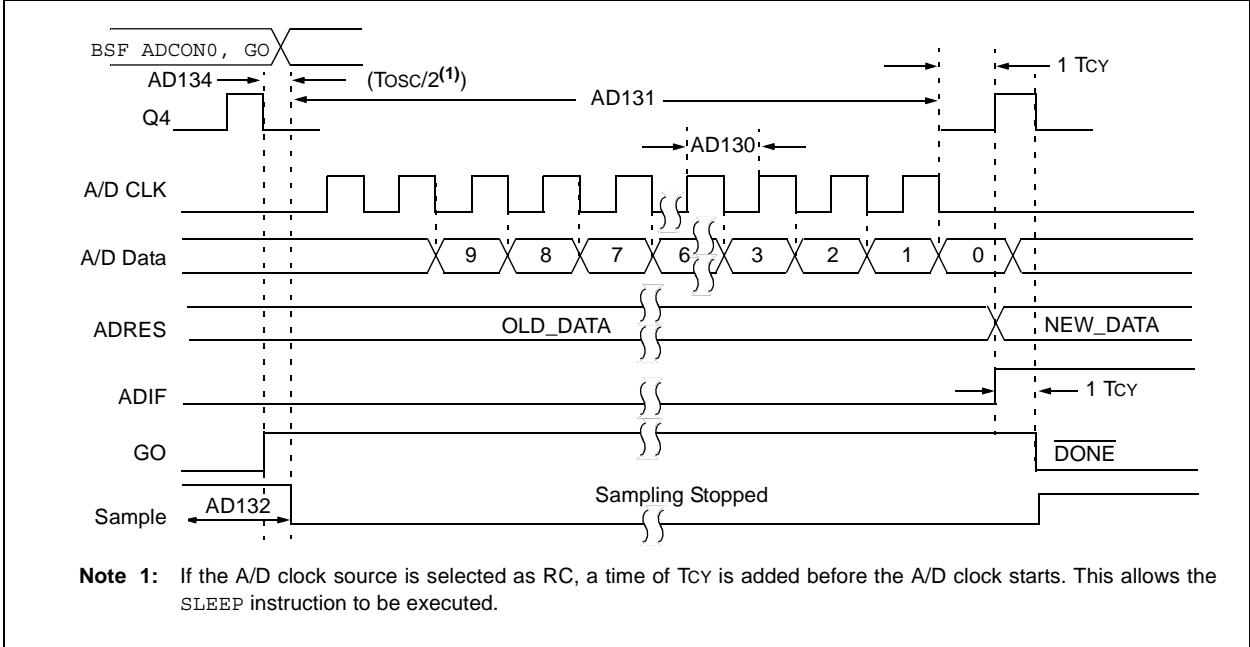 BSF ADCON0, GO
AD134 (TOSC/2(1)) 1 TCY
AD131
Q4
AD130
A/D CLK
A/D Data 9 8 7 6 3 2 1 0
ADRES OLD_DATA NEW_DATA
ADIF 1 TCY
GO DONE
Sample AD132 Sampling Stopped
Note 1: If the A/D clock source is selected as RC, a time of TCY is added before the A/D clock starts. This allows the
SLEEP instruction to be executed.